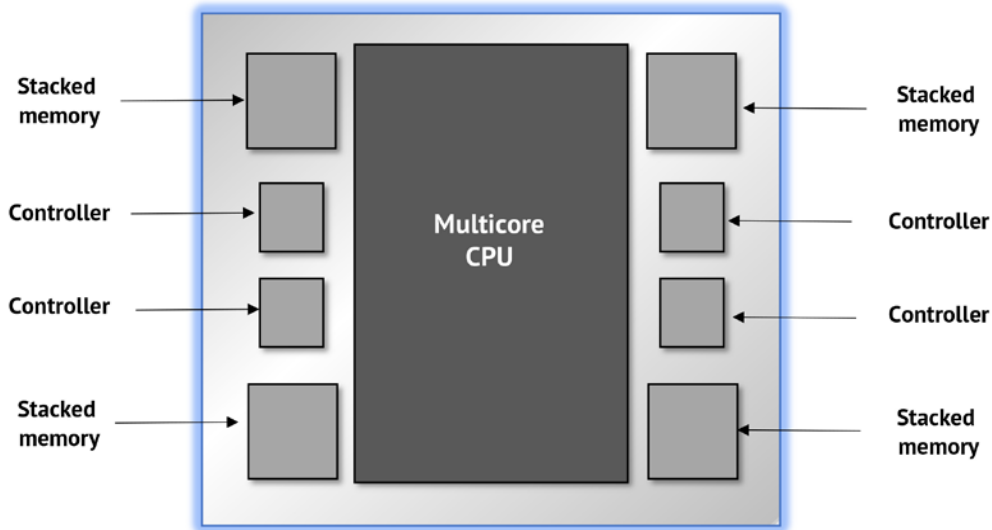 Stacked
memory
Controller
Controller
Stacked
memory
Multicore
CPU
Stacked
memory
Controller
Controller
Stacked
memory